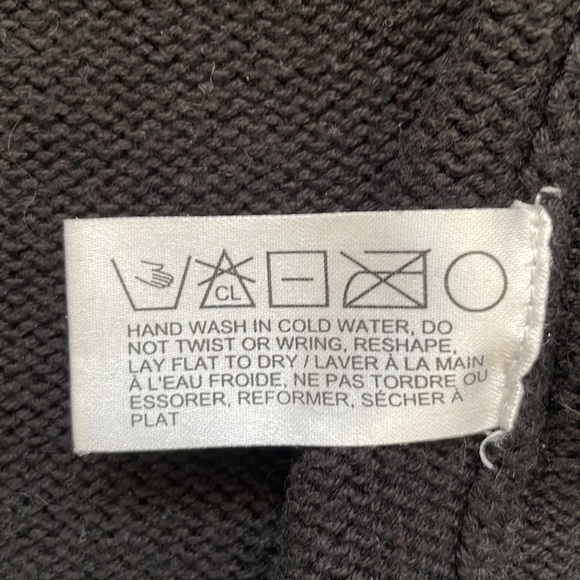 CL
HAND WASH IN COLD WATER, DO
NOT TWIST OR WRING, RESHAPE,
LAY FLAT TO DRY / LAVER À LA MAIN
À L'EAU FROIDE, NE PAS TORDRE OU
ESSORER, REFORMER, SÉCHER À
PLAT